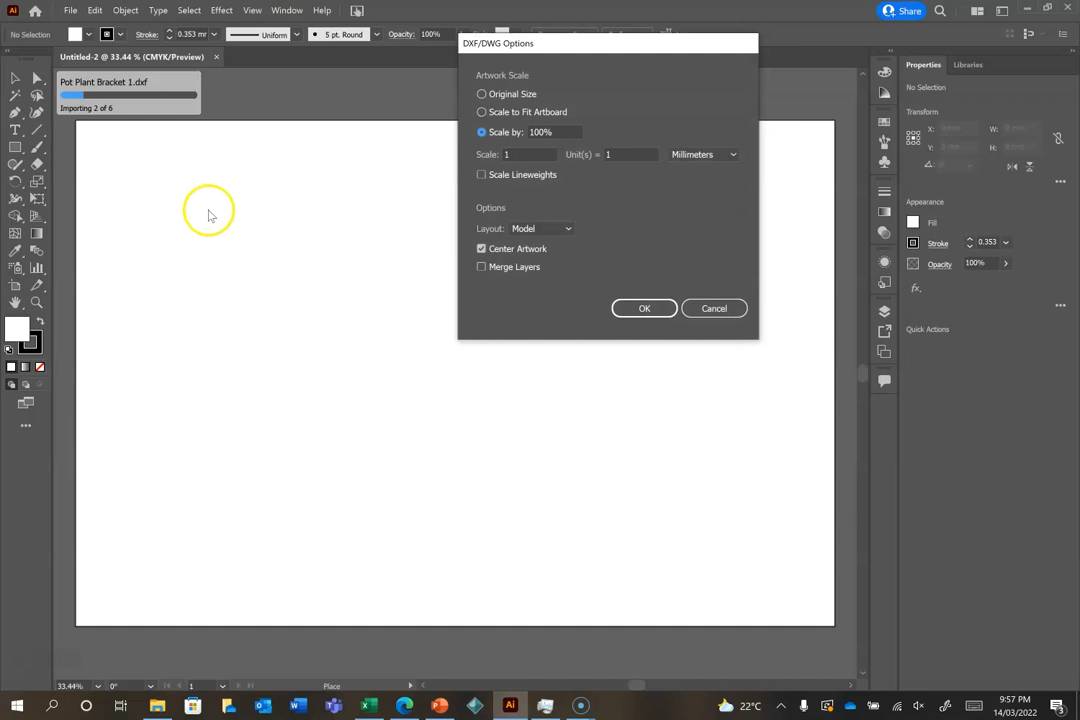 Ai File Edit Object Type Select Effect View Window Help Share
No Selection Stroke: 0.353 mr Uniform 5 pt. Round Opacity: 100%
DXF/DWG Options
Untitled-2 @ 33.44 % (CMYK/Preview) ×
Properties Libraries
Pot Plant Bracket 1.dxf
Importing 2 of 6
Artwork Scale
Original Size
Scale to Fit Artboard
Scale by: 100%
Scale: 1 Unit(s) = 1 Millimeters
Scale Lineweights
Options
Layout: Model
Center Artwork
Merge Layers
OK Cancel
No Selection
Transform
X: W:
Y: H:
Appearance
Fill
Stroke 0.353
Opacity 100%
fx.
Quick Actions
33.44% 0° 1 Place
22°C
9:57 PM
14/03/2022
3